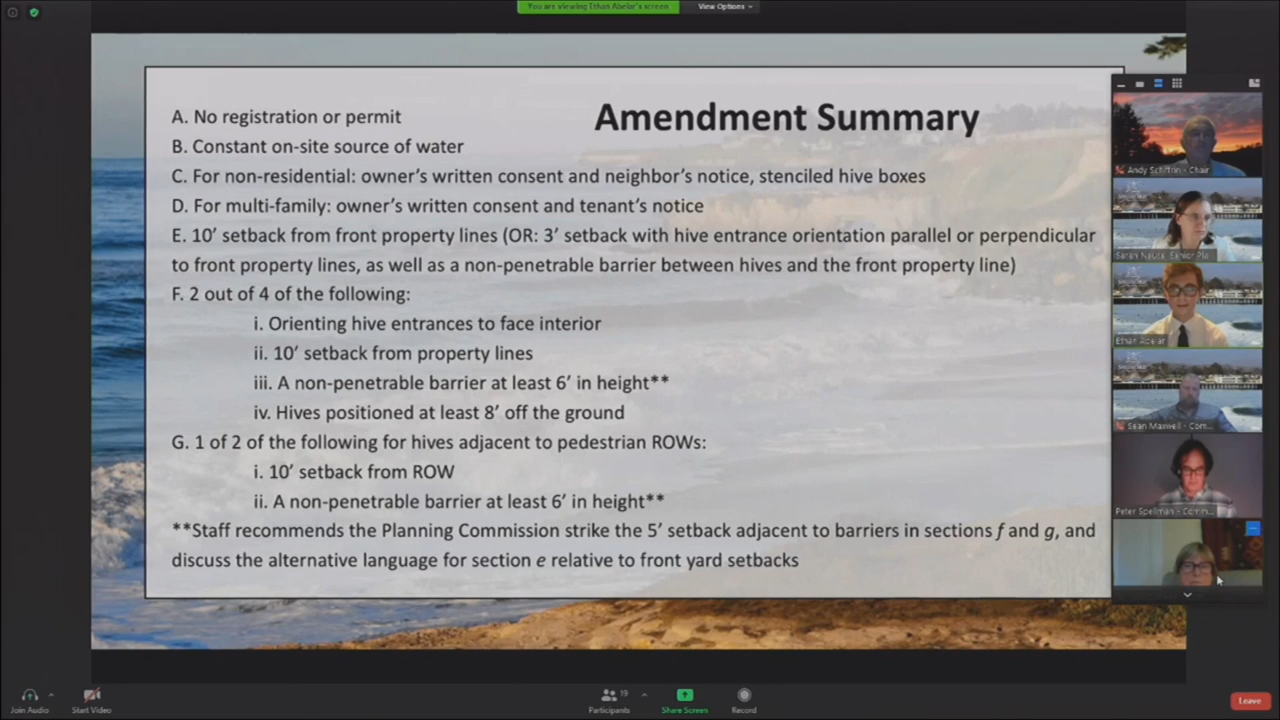 You are viewing Ethan Abelar's screen
View Options
Amendment Summary
A. No registration or permit
B. Constant on-site source of water
C. For non-residential: owner's written consent and neighbor's notice, stenciled hive boxes
D. For multi-family: owner's written consent and tenant's notice
E. 10' setback from front property lines (OR: 3' setback with hive entrance orientation parallel or perpendicular
to front property lines, as well as a non-penetrable barrier between hives and the front property line)
F. 2 out of 4 of the following:
i. Orienting hive entrances to face interior
ii. 10' setback from property lines
iii. A non-penetrable barrier at least 6' in height**
iv. Hives positioned at least 8' off the ground
G. 1 of 2 of the following for hives adjacent to pedestrian ROWs:
i. 10' setback from ROW
ii. A non-penetrable barrier at least 6' in height**
**Staff recommends the Planning Commission strike the 5' setback adjacent to barriers in sections f and g, and
discuss the alternative language for section e relative to front yard setbacks
Andy Schiffrin - Chair
Sarah Neuse, Senior Pla...
Ethan Abelar
Sean Maxwell - Com...
Peter Spellman - Comm...
Join Audio
Start Video
19
Participants
Share Screen
Record
Leave